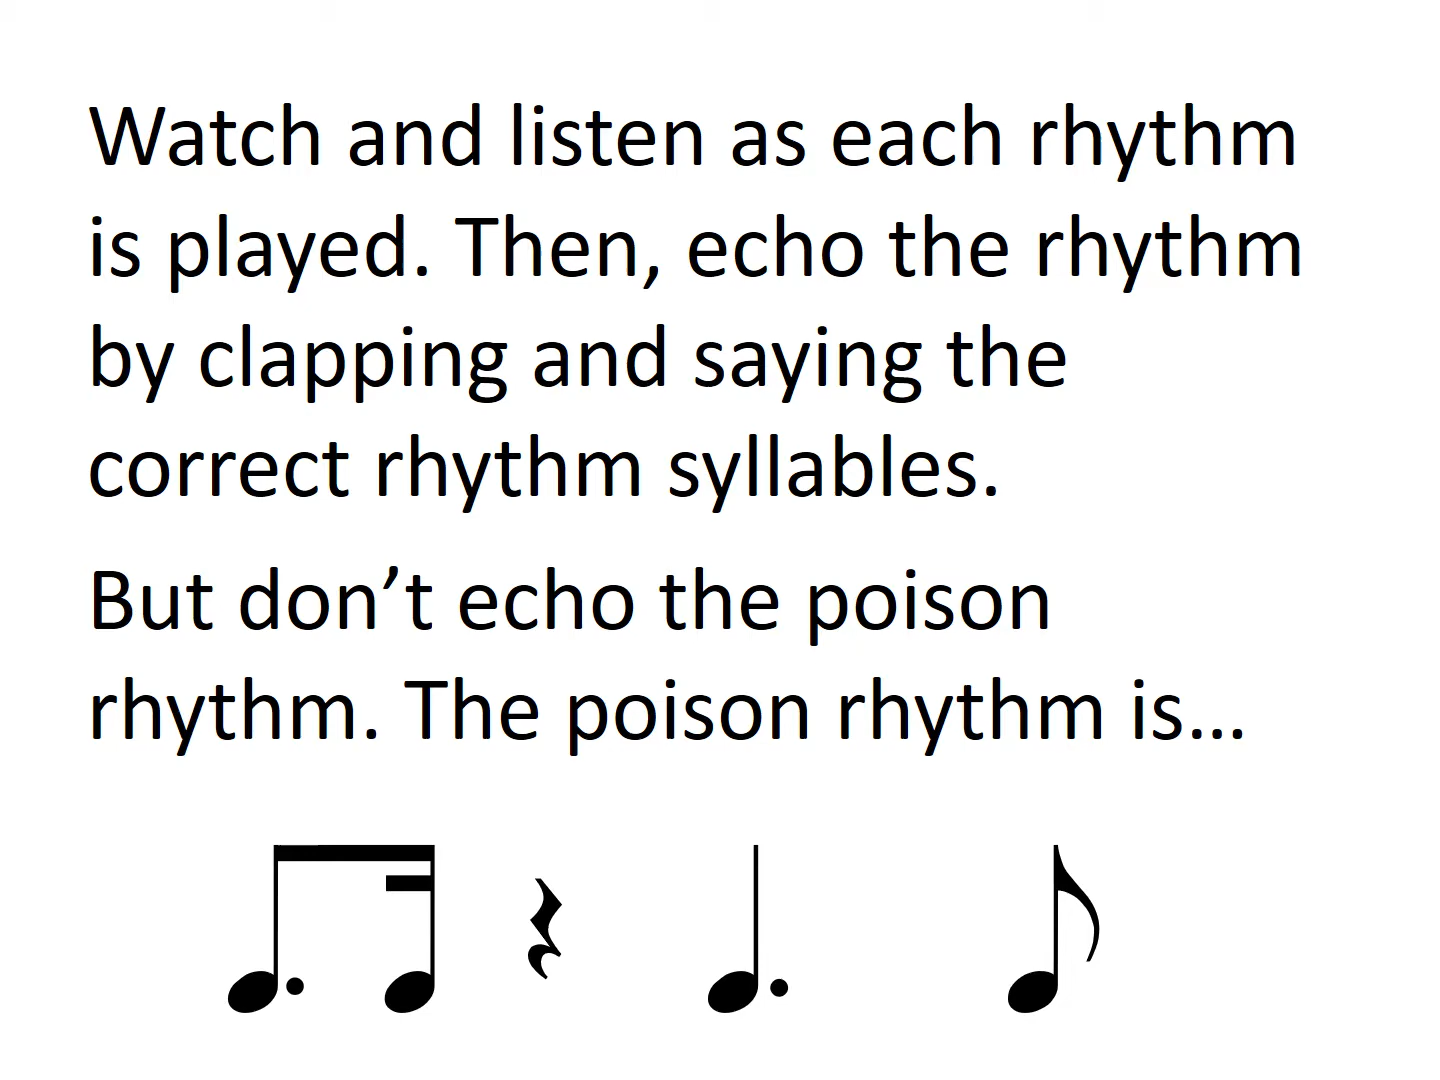 Watch and listen as each rhythm
is played. Then, echo the rhythm
by clapping and saying the
correct rhythm syllables.
But don’t echo the poison
rhythm. The poison rhythm is…